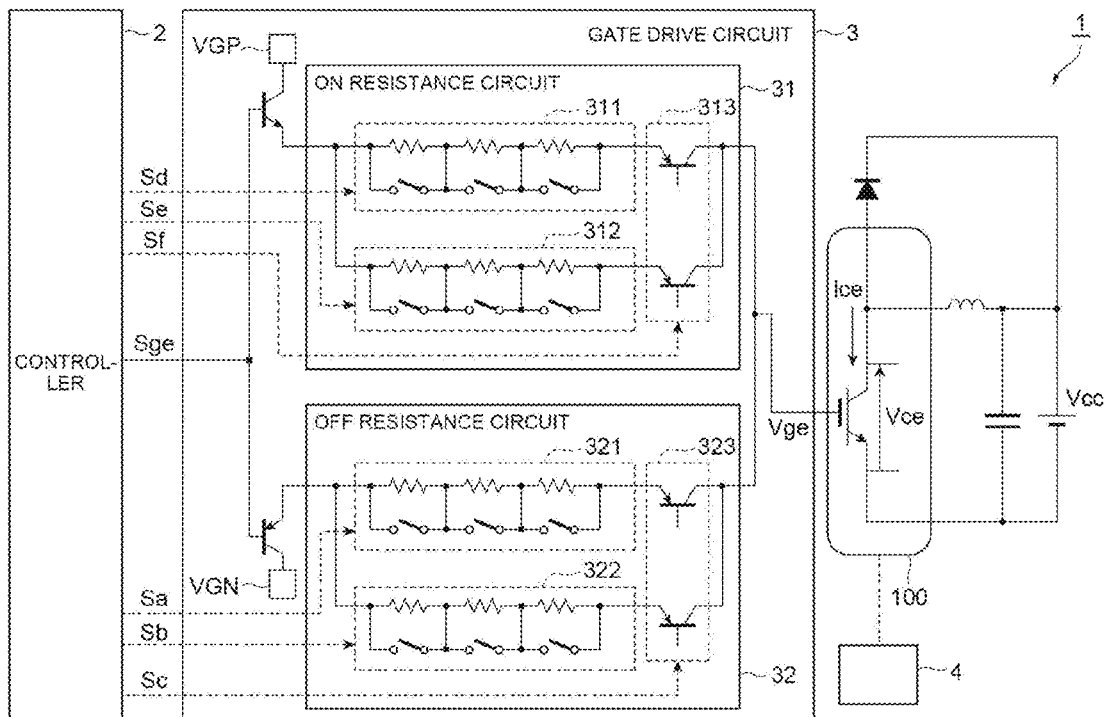 2
VGP
GATE DRIVE CIRCUIT
3
1
ON RESISTANCE CIRCUIT
31
311
313
Sd
Se
Sf
312
Ice
Sge
CONTROL-
LER
Vge
Vce
Vcc
OFF RESISTANCE CIRCUIT
321
323
VGN
322
100
Sa
Sb
Sc
32
4